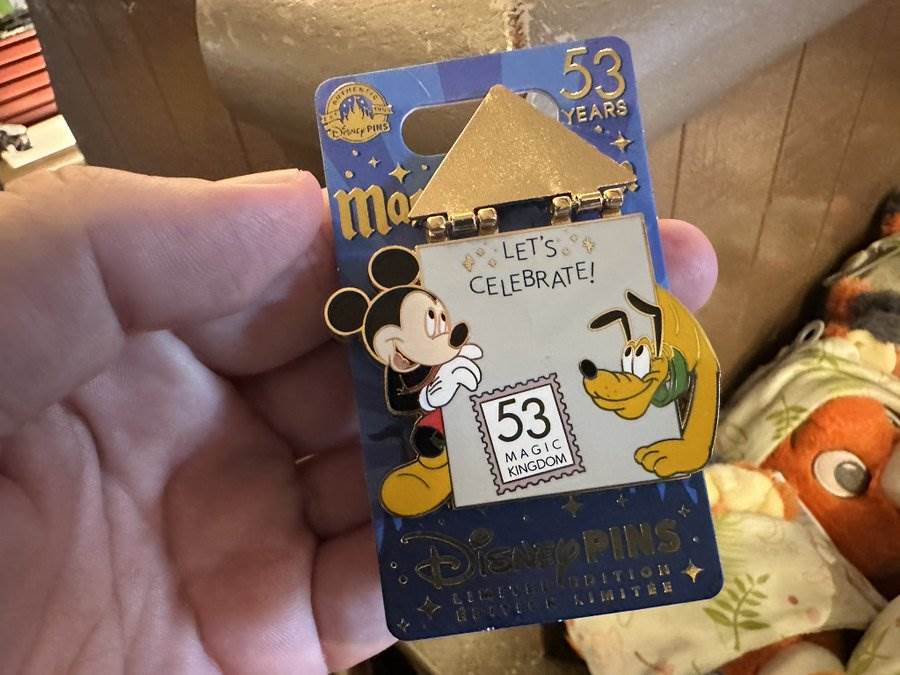 AUTHENTIC
Disney PINS
53
YEARS
LET'S
CELEBRATE!
53
MAGIC
KINGDOM
Disney PINS
LIMITED EDITION
ÉDITION LIMITÉE